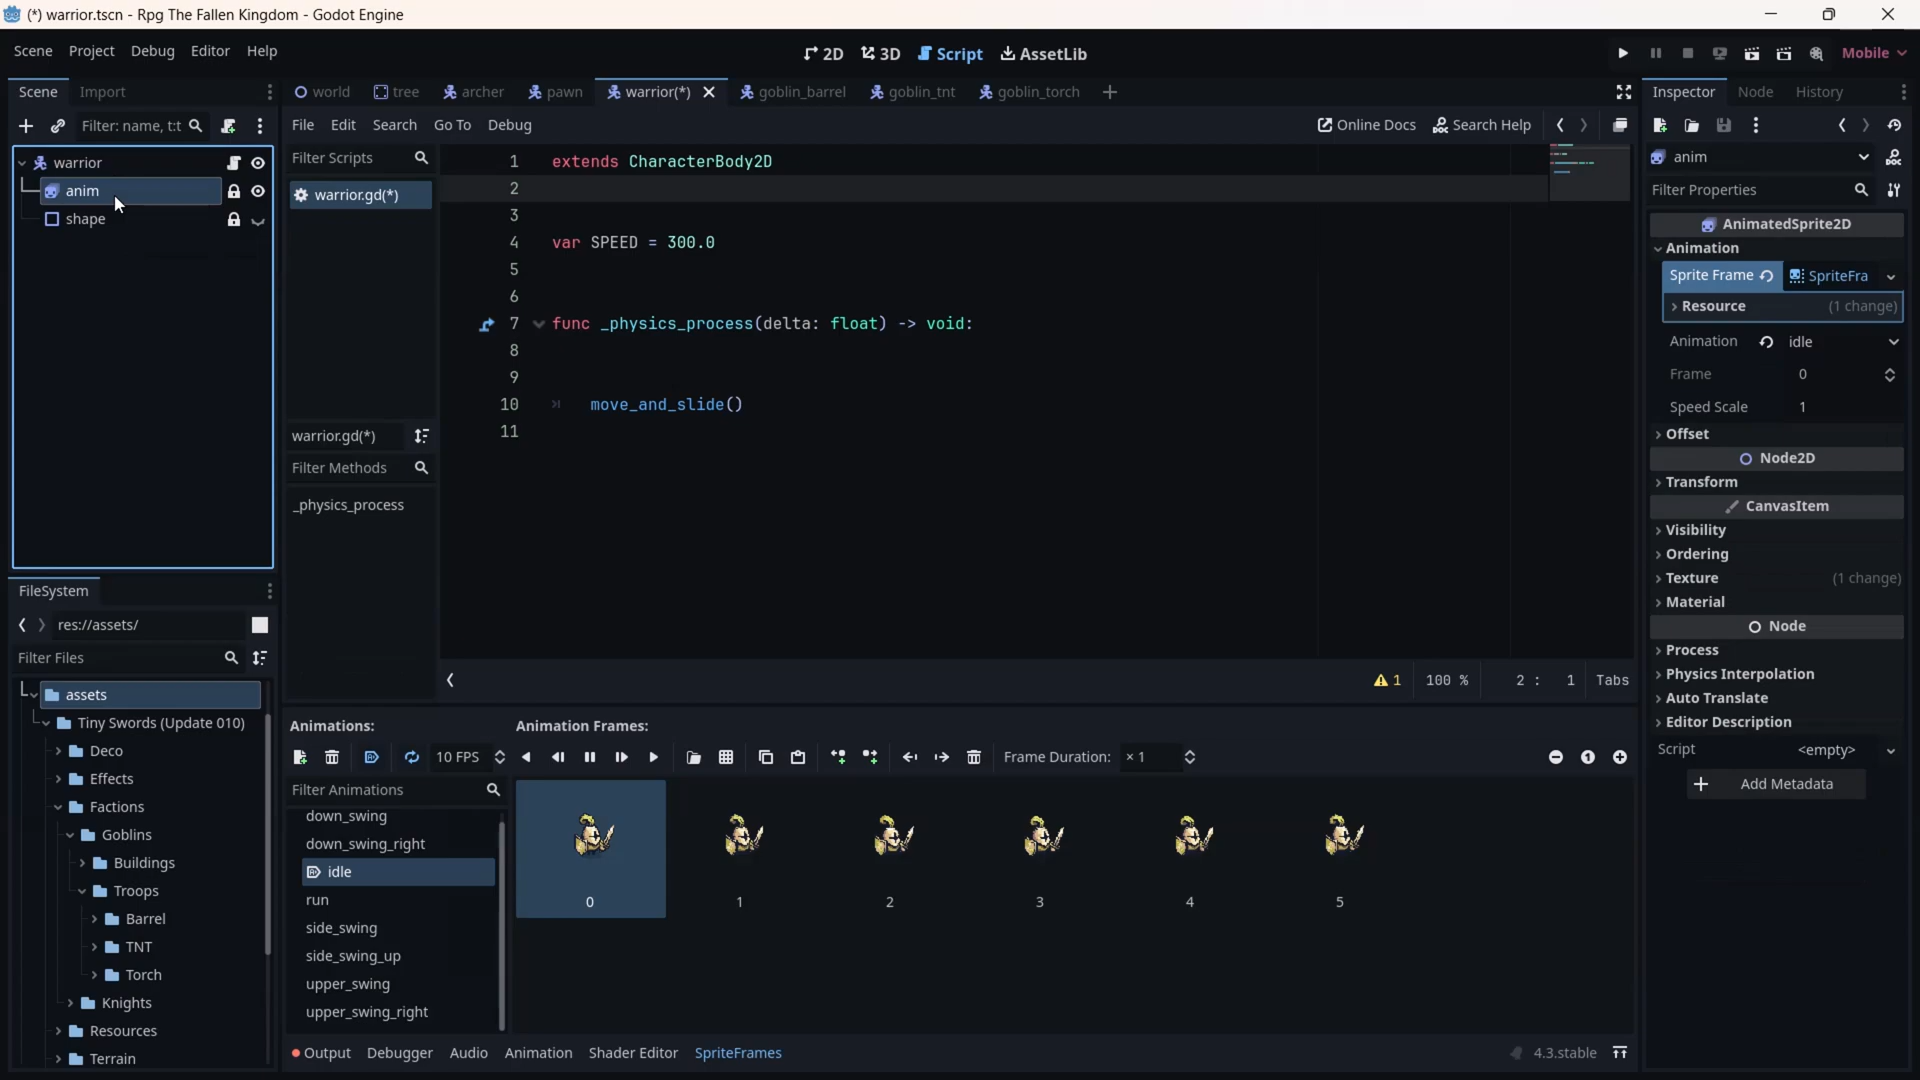 (*) warrior.tscn - Rpg The Fallen Kingdom - Godot Engine
Scene Project Debug Editor Help
2D 3D Script AssetLib
Mobile
Scene Import
world tree archer pawn warrior(*) goblin_barrel goblin_tnt goblin_torch
Inspector Node History
Filter: name, t:t
File Edit Search Go To Debug
Online Docs Search Help
anim
Filter Properties
warrior
anim
shape
Filter Scripts
warrior.gd(*)
warrior.gd(*)
Filter Methods
_physics_process
1 extends CharacterBody2D
2
3
4 var SPEED = 300.0
5
6
7 func _physics_process(delta: float) -> void:
8
9
10 move_and_slide()
11
1 100 % 2 : 1 Tabs
AnimatedSprite2D
Animation
Sprite Frame SpriteFra
Resource (1 change)
Animation idle
Frame 0
Speed Scale 1
Offset
Node2D
Transform
CanvasItem
Visibility
Ordering
Texture (1 change)
Material
Node
Process
Physics Interpolation
Auto Translate
Editor Description
Script <empty>
Add Metadata
FileSystem
res://assets/
Filter Files
assets
Tiny Swords (Update 010)
Deco
Effects
Factions
Goblins
Buildings
Troops
Barrel
TNT
Torch
Knights
Resources
Terrain
Animations: Animation Frames:
10 FPS
Frame Duration: × 1
1
Filter Animations
down_swing
down_swing_right
idle
run
side_swing
side_swing_up
upper_swing
upper_swing_right
0 1 2 3 4 5
Output Debugger Audio Animation Shader Editor SpriteFrames
4.3.stable